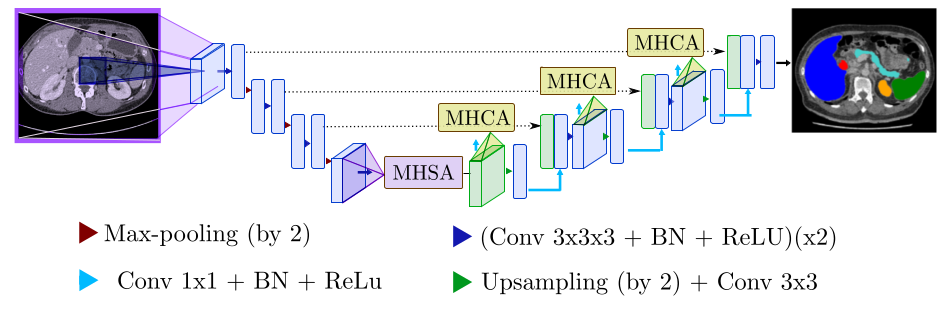 MHCA
MHCA
MHCA
MHSA
Max-pooling (by 2)
(Conv 3x3x3 + BN + ReLU)(x2)
Conv 1x1 + BN + ReLu
Upsampling (by 2) + Conv 3x3